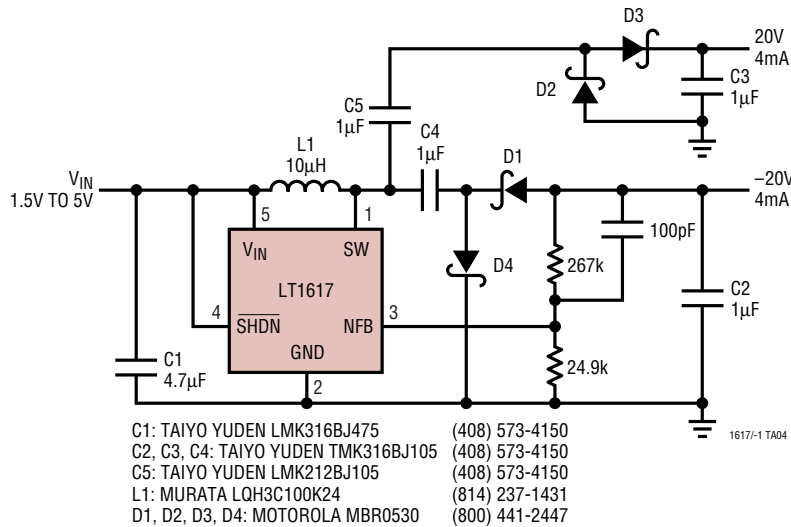 D3
20V
4mA
D2
C3
1µF
C5
1µF
C4
1µF
L1
10µH
D1
VIN
1.5V TO 5V
–20V
4mA
5
1
100pF
VIN
SW
D4
267k
LT1617
C2
1µF
4
SHDN
NFB
3
GND
24.9k
C1
4.7µF
2
C1: TAIYO YUDEN LMK316BJ475 (408) 573-4150
C2, C3, C4: TAIYO YUDEN TMK316BJ105 (408) 573-4150
C5: TAIYO YUDEN LMK212BJ105 (408) 573-4150
L1: MURATA LQH3C100K24 (814) 237-1431
D1, D2, D3, D4: MOTOROLA MBR0530 (800) 441-2447
1617/-1 TA04